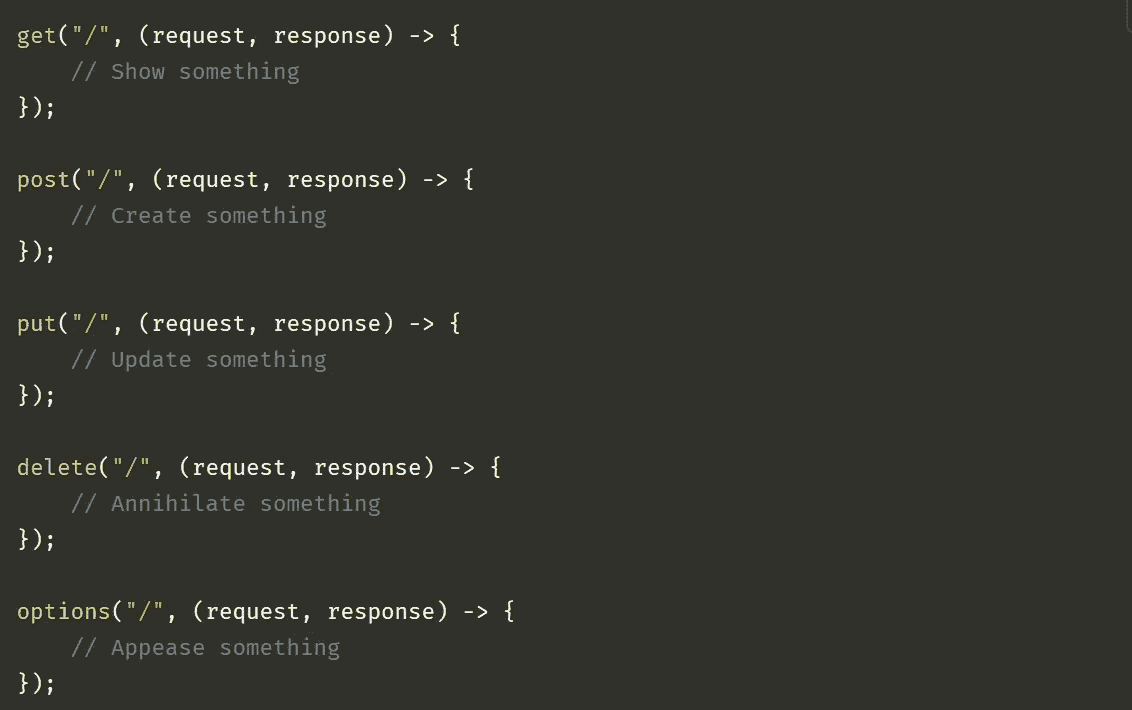 get("/", (request, response) -> {
    // Show something
});

post("/", (request, response) -> {
    // Create something
});

put("/", (request, response) -> {
    // Update something
});

delete("/", (request, response) -> {
    // Annihilate something
});

options("/", (request, response) -> {
    // Appease something
});